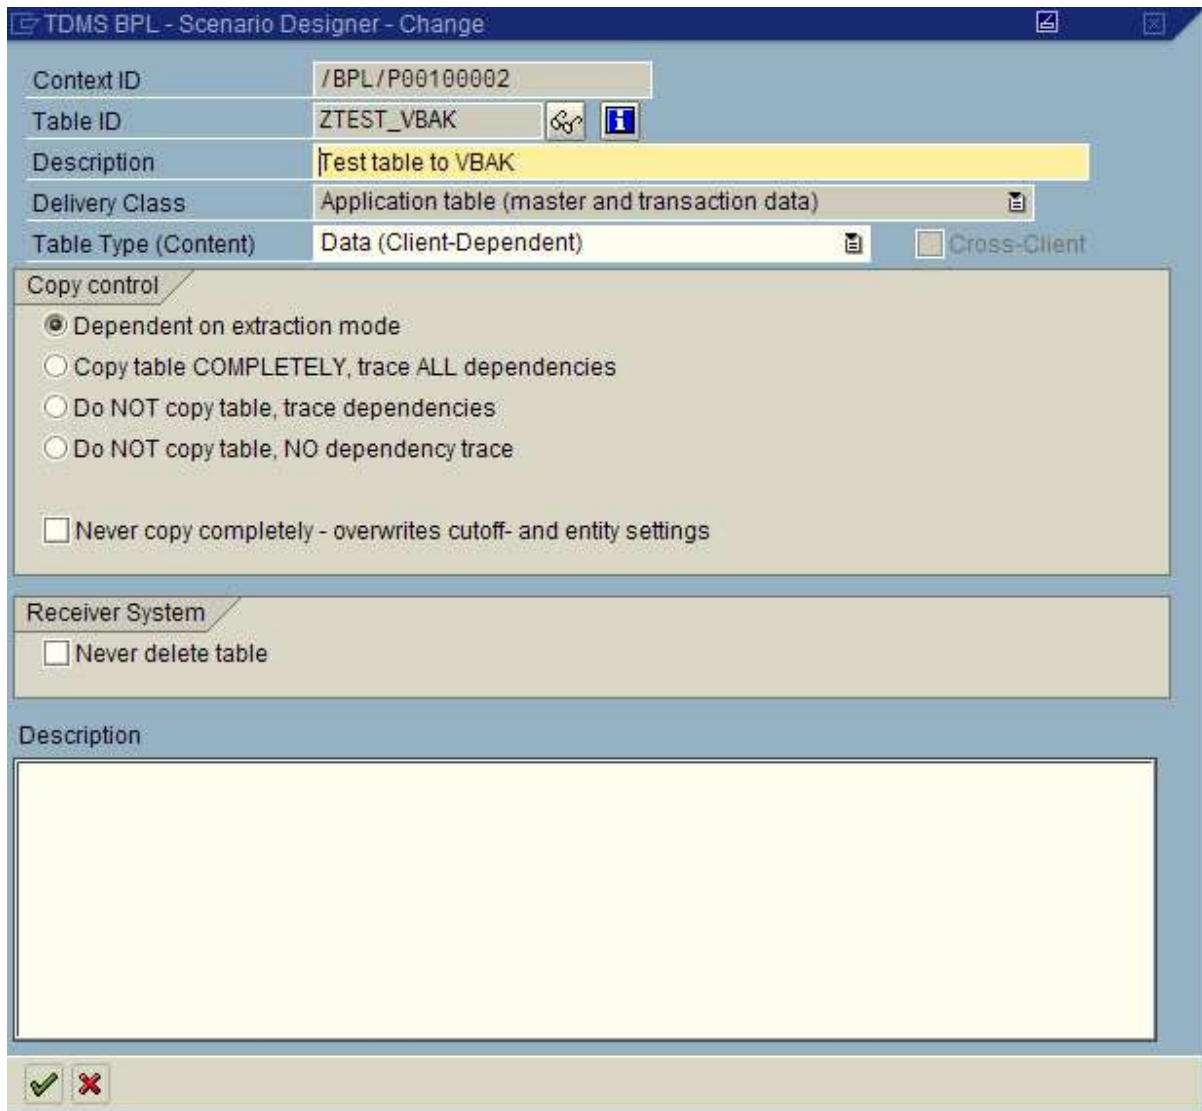 TDMS BPL - Scenario Designer - Change
Context ID /BPL/P00100002
Table ID ZTEST_VBAK
Description Test table to VBAK
Delivery Class Application table (master and transaction data)
Table Type (Content) Data (Client-Dependent) Cross-Client
Copy control
Dependent on extraction mode
Copy table COMPLETELY, trace ALL dependencies
Do NOT copy table, trace dependencies
Do NOT copy table, NO dependency trace
Never copy completely - overwrites cutoff- and entity settings
Receiver System
Never delete table
Description